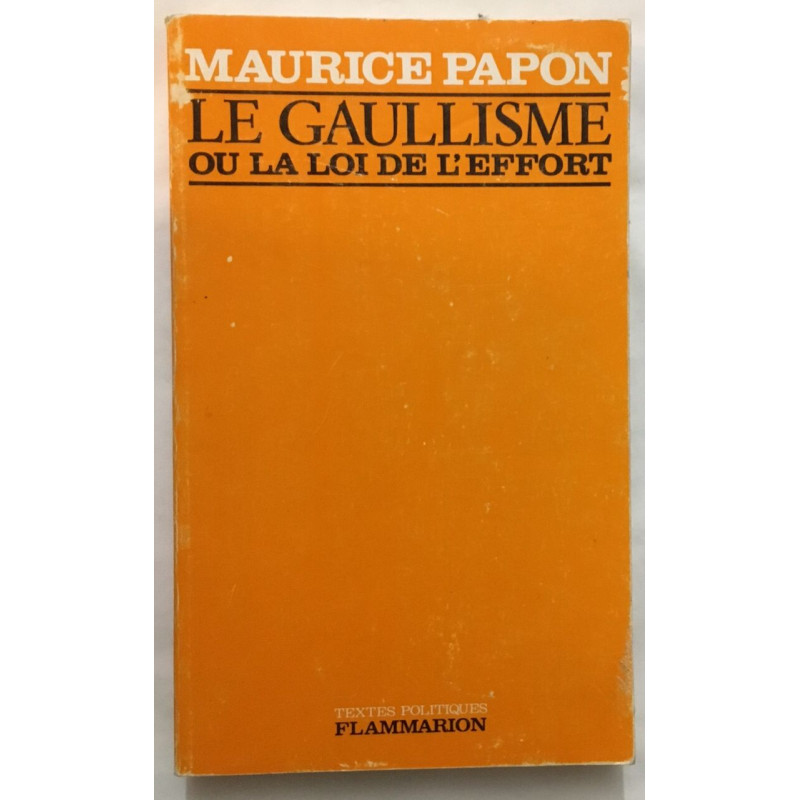 MAURICE PAPON
LE GAULLISME
OU LA LOI DE L'EFFORT
TEXTES POLITIQUES
FLAMMARION